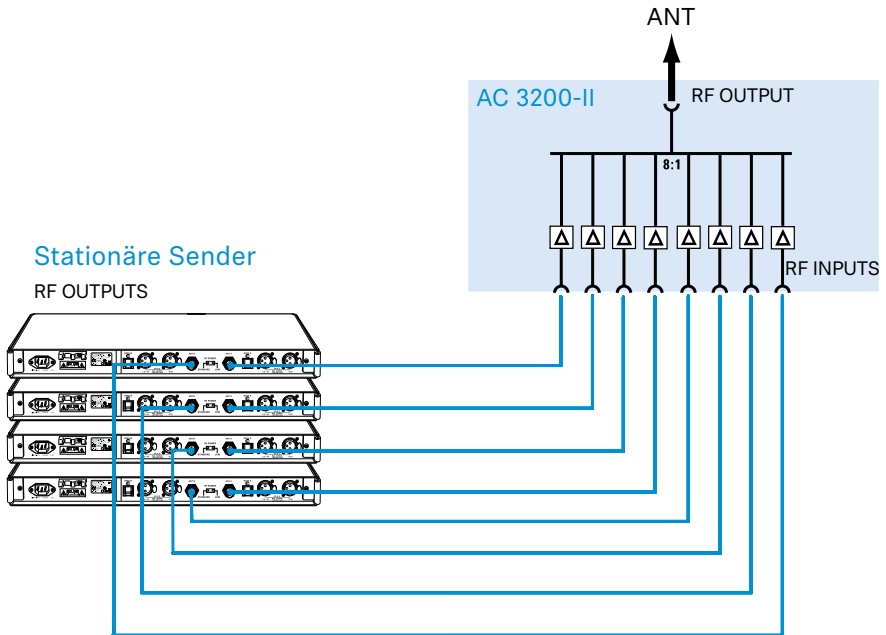 ANT
AC 3200-II
RF OUTPUT
8:1
RF INPUTS
Stationäre Sender
RF OUTPUTS